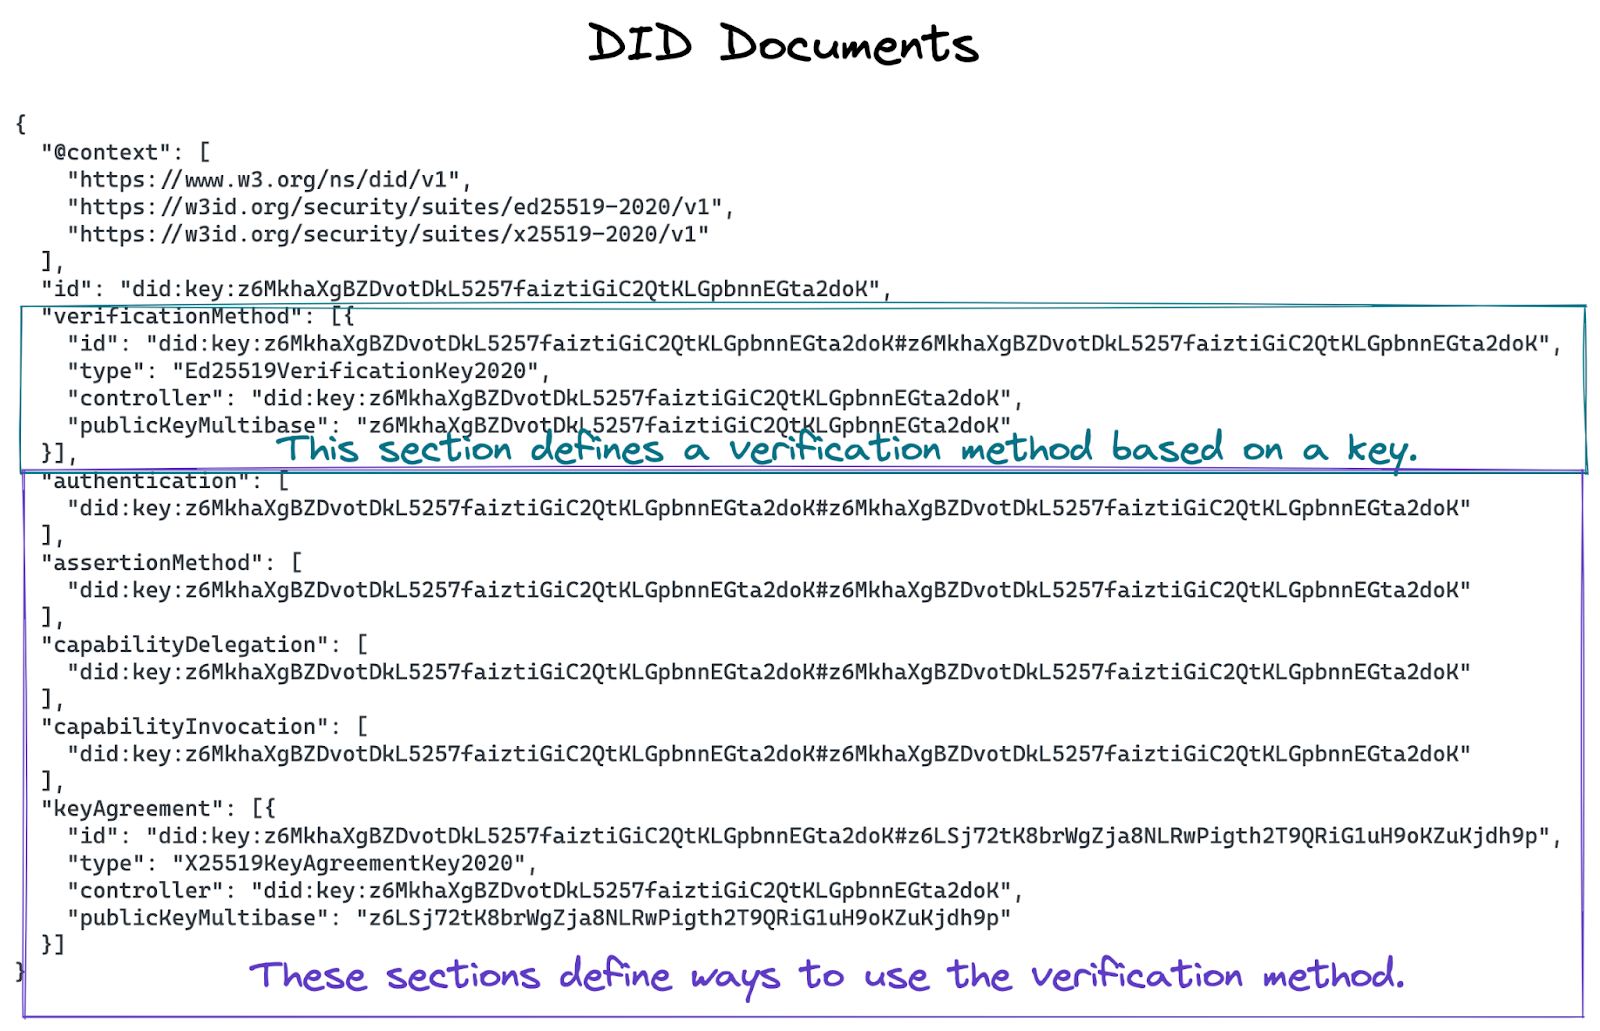 DID Documents
{
"@context": [
"https://www.w3.org/ns/did/v1",
"https://w3id.org/security/suites/ed25519-2020/v1",
"https://w3id.org/security/suites/x25519-2020/v1"
],
"id": "did:key:z6MkhaXgBZDvotDkL5257faiztiGiC2QtKLGpbnnEGta2doK",
"verificationMethod": [{
"id": "did:key:z6MkhaXgBZDvotDkL5257faiztiGiC2QtKLGpbnnEGta2doK#z6MkhaXgBZDvotDkL5257faiztiGiC2QtKLGpbnnEGta2doK",
"type": "Ed25519VerificationKey2020",
"controller": "did:key:z6MkhaXgBZDvotDkL5257faiztiGiC2QtKLGpbnnEGta2doK",
"publicKeyMultibase": "z6MkhaXgBZDvotDkL5257faiztiGiC2QtKLGpbnnEGta2doK"
}],
This section defines a verification method based on a key.
"authentication": [
"did:key:z6MkhaXgBZDvotDkL5257faiztiGiC2QtKLGpbnnEGta2doK#z6MkhaXgBZDvotDkL5257faiztiGiC2QtKLGpbnnEGta2doK"
],
"assertionMethod": [
"did:key:z6MkhaXgBZDvotDkL5257faiztiGiC2QtKLGpbnnEGta2doK#z6MkhaXgBZDvotDkL5257faiztiGiC2QtKLGpbnnEGta2doK"
],
"capabilityDelegation": [
"did:key:z6MkhaXgBZDvotDkL5257faiztiGiC2QtKLGpbnnEGta2doK#z6MkhaXgBZDvotDkL5257faiztiGiC2QtKLGpbnnEGta2doK"
],
"capabilityInvocation": [
"did:key:z6MkhaXgBZDvotDkL5257faiztiGiC2QtKLGpbnnEGta2doK#z6MkhaXgBZDvotDkL5257faiztiGiC2QtKLGpbnnEGta2doK"
],
"keyAgreement": [{
"id": "did:key:z6MkhaXgBZDvotDkL5257faiztiGiC2QtKLGpbnnEGta2doK#z6LSj72tK8brWgZja8NLRwPigth2T9QRiG1uH9oKZuKjdh9p",
"type": "X25519KeyAgreementKey2020",
"controller": "did:key:z6MkhaXgBZDvotDkL5257faiztiGiC2QtKLGpbnnEGta2doK",
"publicKeyMultibase": "z6LSj72tK8brWgZja8NLRwPigth2T9QRiG1uH9oKZuKjdh9p"
}]
}
These sections define ways to use the verification method.